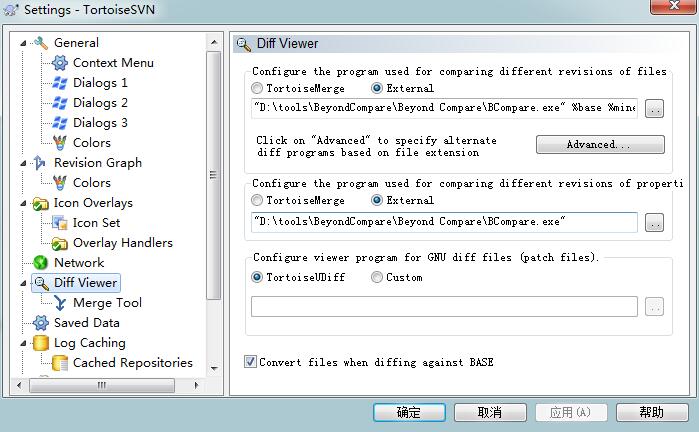 Settings - TortoiseSVN
General
Context Menu
Dialogs 1
Dialogs 2
Dialogs 3
Colors
Revision Graph
Colors
Icon Overlays
Icon Set
Overlay Handlers
Network
Diff Viewer
Merge Tool
Saved Data
Log Caching
Cached Repositories
Diff Viewer
Configure the program used for comparing different revisions of files
TortoiseMerge External
"D:\tools\BeyondCompare\Beyond Compare\BCompare.exe" %base %mine
..
Click on "Advanced" to specify alternate
diff programs based on file extension
Advanced...
Configure the program used for comparing different revisions of properti
TortoiseMerge External
"D:\tools\BeyondCompare\Beyond Compare\BCompare.exe"
..
Configure viewer program for GNU diff files (patch files).
TortoiseUDiff Custom
..
Convert files when diffing against BASE
确定 取消 应用(A) 帮助